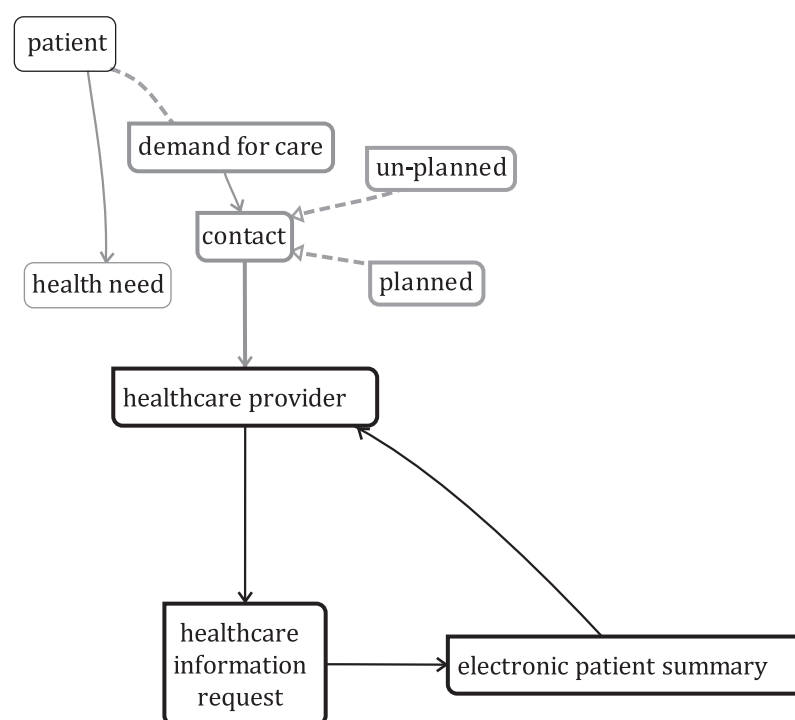 patient
demand for care
un-planned
contact
health need
planned
healthcare provider
healthcare
information
request
electronic patient summary